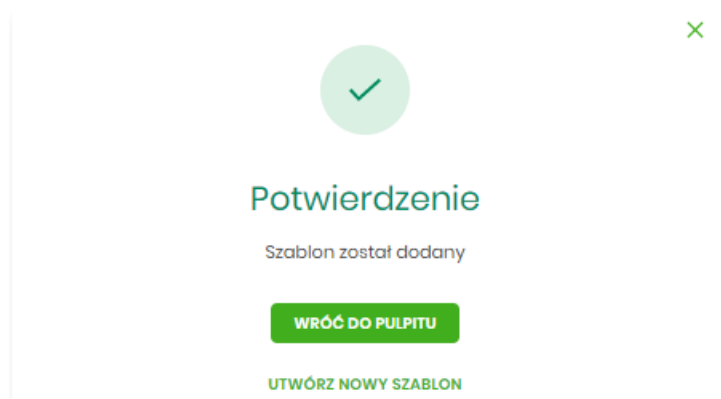 Potwierdzenie
Szablon został dodany
WRÓĆ DO PULPITU
UTWÓRZ NOWY SZABLON